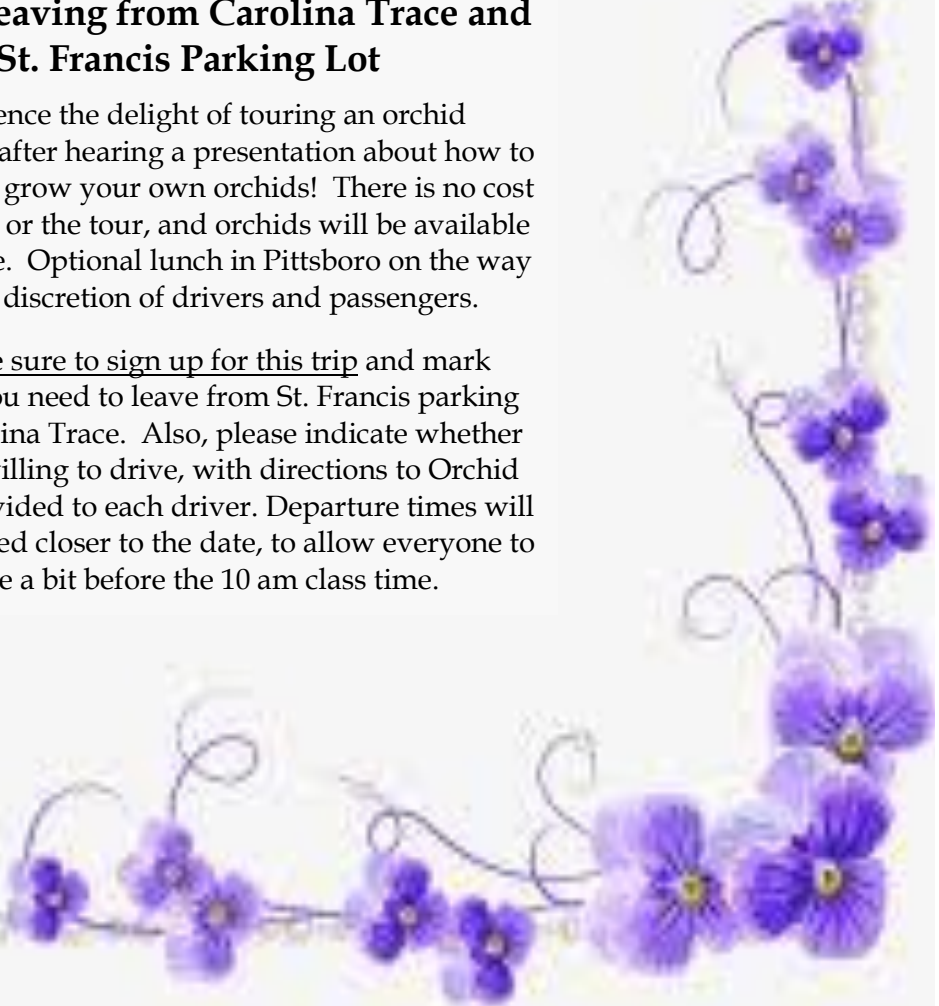 eaving from Carolina Trace and
St. Francis Parking Lot
ence the delight of touring an orchid
after hearing a presentation about how to
grow your own orchids! There is no cost
or the tour, and orchids will be available
e. Optional lunch in Pittsboro on the way
discretion of drivers and passengers.
e sure to sign up for this trip and mark
ou need to leave from St. Francis parking
ina Trace. Also, please indicate whether
illing to drive, with directions to Orchid
vided to each driver. Departure times will
ed closer to the date, to allow everyone to
e a bit before the 10 am class time.